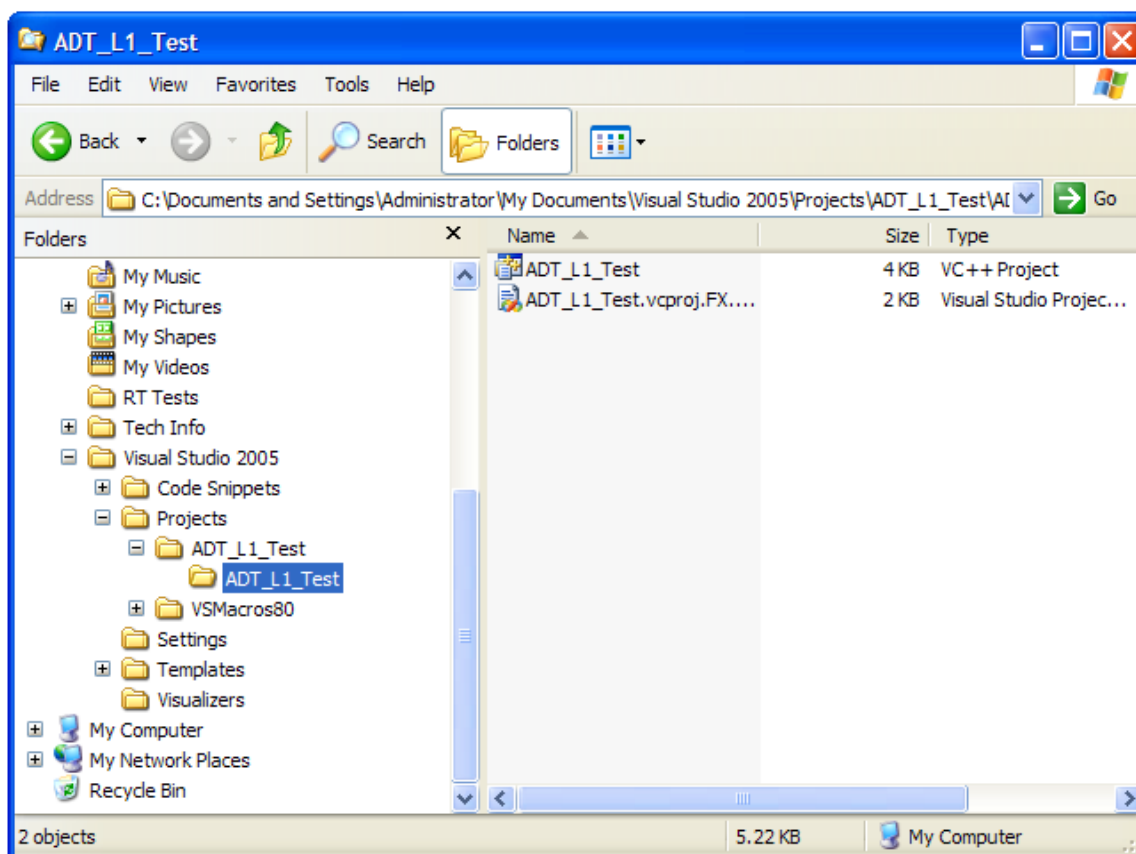 ADT_L1_Test
File Edit View Favorites Tools Help
Back Search Folders
Address C:\Documents and Settings\Administrator\My Documents\Visual Studio 2005\Projects\ADT_L1_Test\AD Go
Folders Name Size Type
My Music ADT_L1_Test 4 KB VC++ Project
My Pictures ADT_L1_Test.vcproj.FX.... 2 KB Visual Studio Projec...
My Shapes
My Videos
RT Tests
Tech Info
Visual Studio 2005
Code Snippets
Projects
ADT_L1_Test
ADT_L1_Test
VSMacros80
Settings
Templates
Visualizers
My Computer
My Network Places
Recycle Bin
2 objects 5.22 KB My Computer